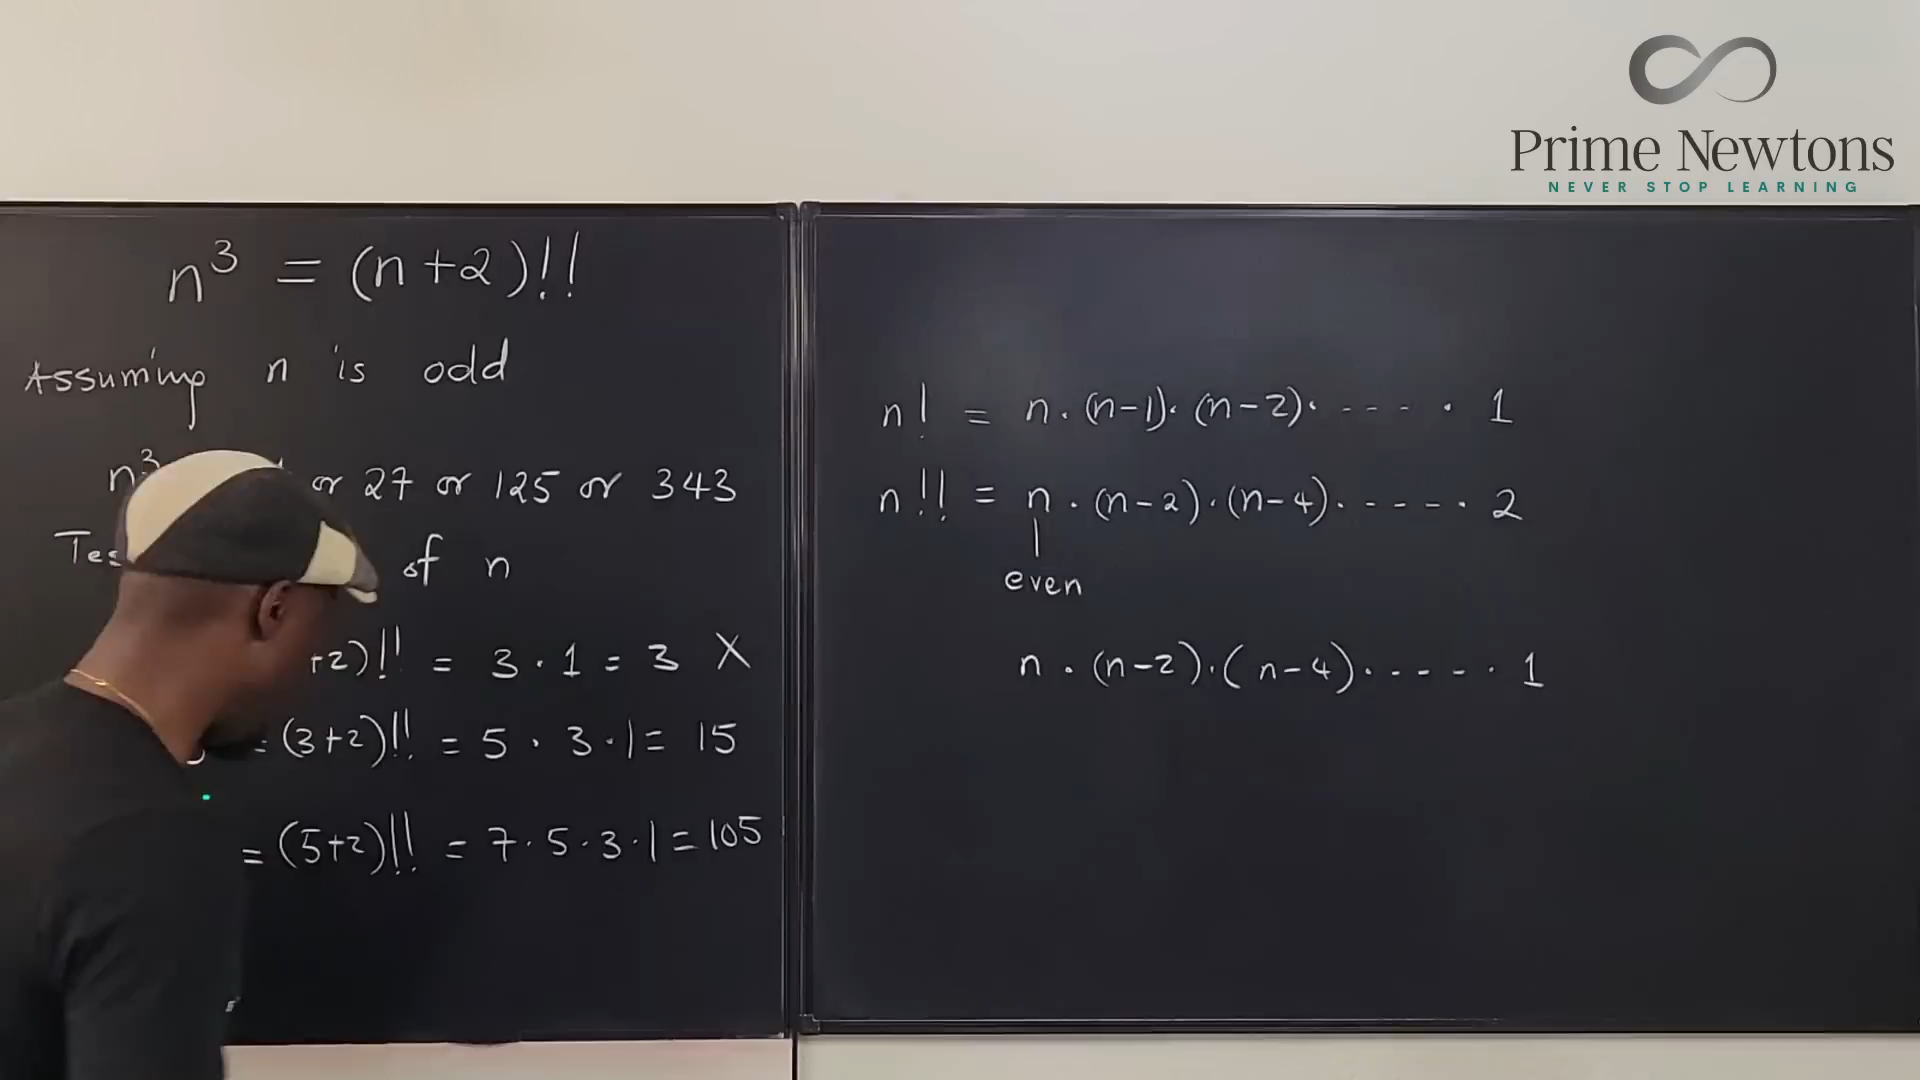 Prime Newtons
NEVER STOP LEARNING
n³ = (n+2)!!
Assuming n is odd
n³ or 27 or 125 or 343
of n
+2)!! = 3 · 1 = 3 X
= (3+2)!! = 5 · 3 · 1 = 15
= (5+2)!! = 7 · 5 · 3 · 1 = 105
n! = n · (n-1) · (n-2) · ---- · 1
n!! = n · (n-2) · (n-4) · ---- · 2
even
n · (n-2) · (n-4) · ---- · 1